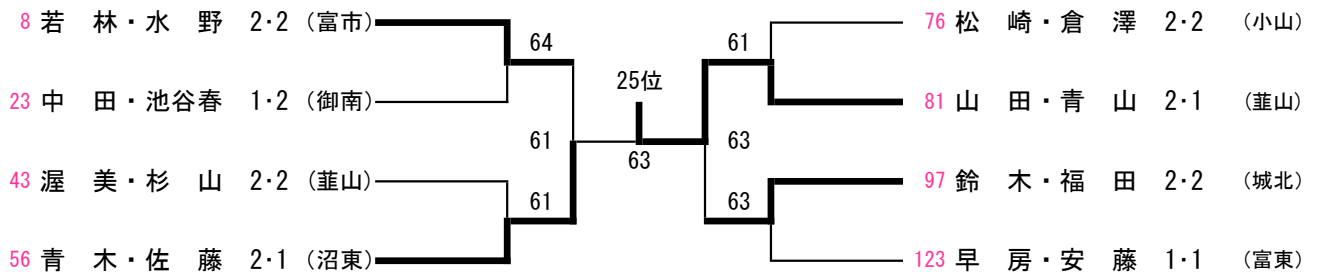 8 若　林・水　野 2・2 （富市）
64
23 中　田・池谷春 1・2 （御南）
61
43 渥　美・杉　山 2・2 （韮山）
61
56 青　木・佐　藤 2・1 （沼東）
25位
63
76 松　崎・倉　澤 2・2 （小山）
61
81 山　田・青　山 2・1 （韮山）
63
97 鈴　木・福　田 2・2 （城北）
63
123 早　房・安　藤 1・1 （富東）